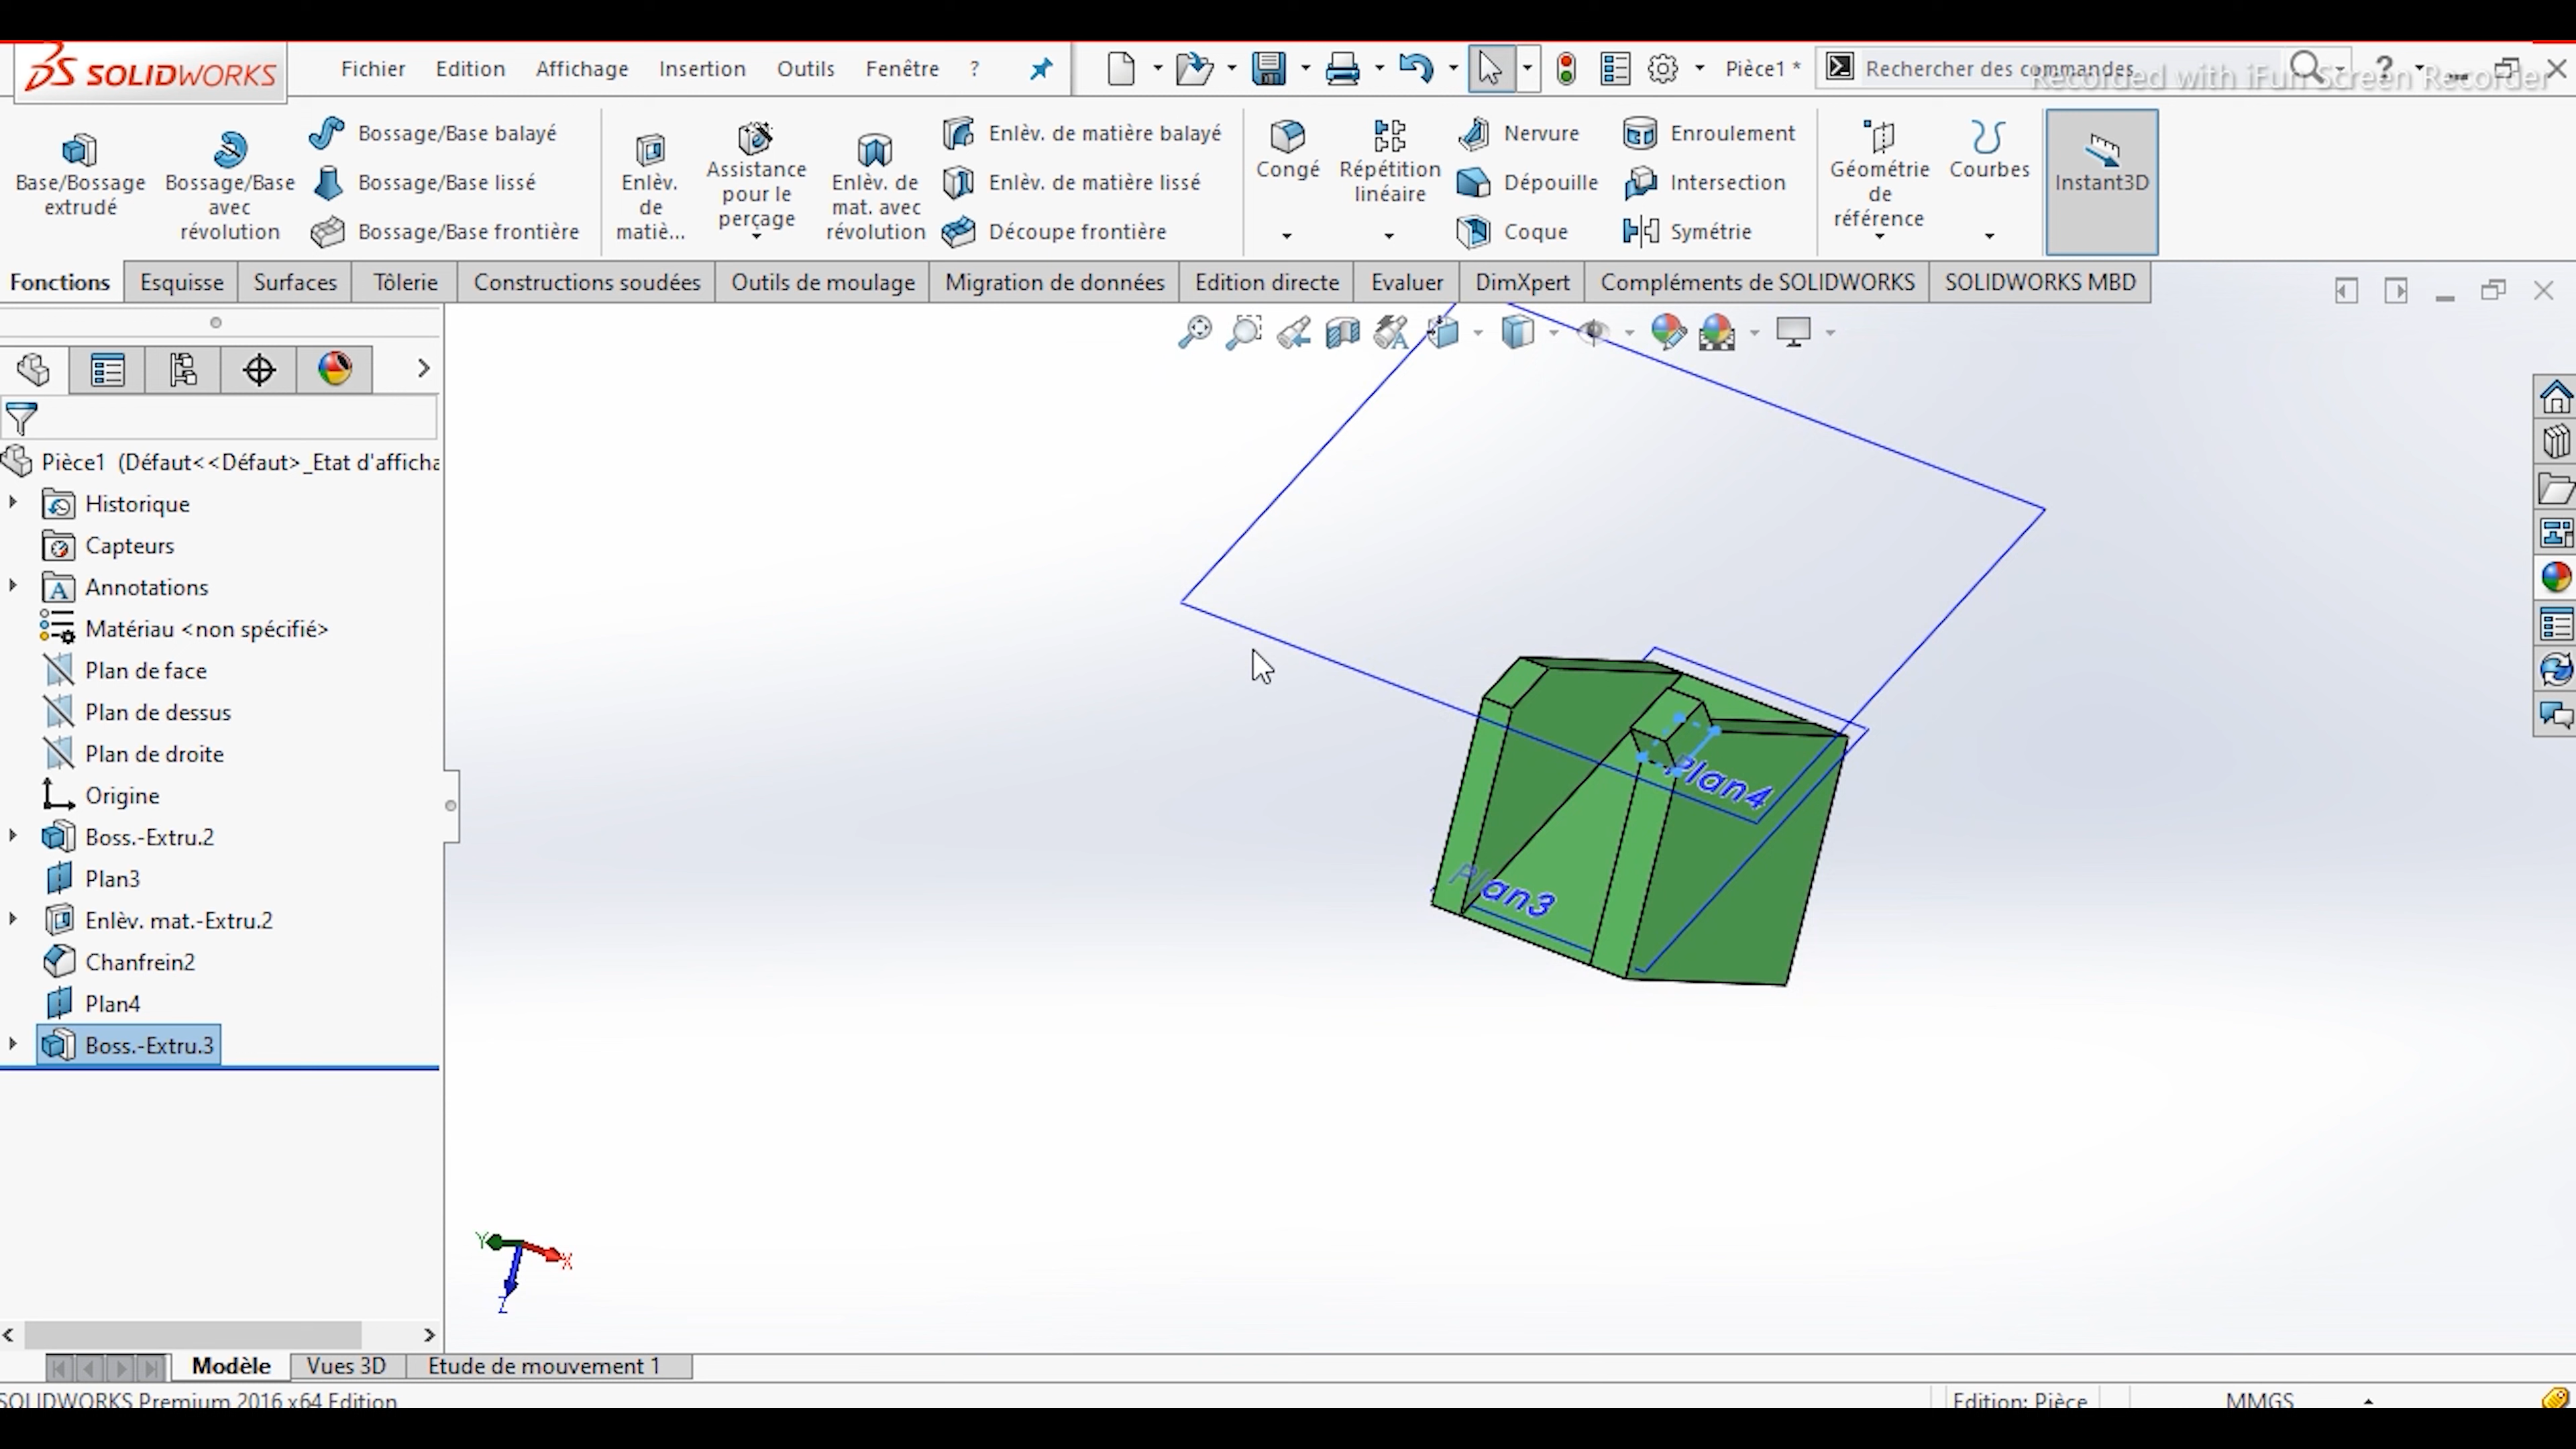 SOLIDWORKS
Fichier Edition Affichage Insertion Outils Fenêtre ?
Pièce1 *
Rechercher des commandes
Recorded with iFun Screen Recorder
Base/Bossage
extrudé
Bossage/Base
avec
révolution
Bossage/Base balayé
Bossage/Base lissé
Bossage/Base frontière
Enlèv.
de
matiè...
Assistance
pour le
perçage
Enlèv. de
mat. avec
révolution
Enlèv. de matière balayé
Enlèv. de matière lissé
Découpe frontière
Congé
Répétition
linéaire
Nervure
Dépouille
Coque
Enroulement
Intersection
Symétrie
Géométrie
de
référence
Courbes
Instant3D
Fonctions Esquisse Surfaces Tôlerie Constructions soudées Outils de moulage Migration de données Edition directe Evaluer DimXpert Compléments de SOLIDWORKS SOLIDWORKS MBD
Pièce1 (Défaut<<Défaut>_Etat d'afficha
Historique
Capteurs
Annotations
Matériau <non spécifié>
Plan de face
Plan de dessus
Plan de droite
Origine
Boss.-Extru.2
Plan3
Enlèv. mat.-Extru.2
Chanfrein2
Plan4
Boss.-Extru.3
Plan4
Plan3
Y
X
Z
Modèle Vues 3D Etude de mouvement 1
SOLIDWORKS Premium 2016 x64 Edition
Edition: Pièce
MMGS